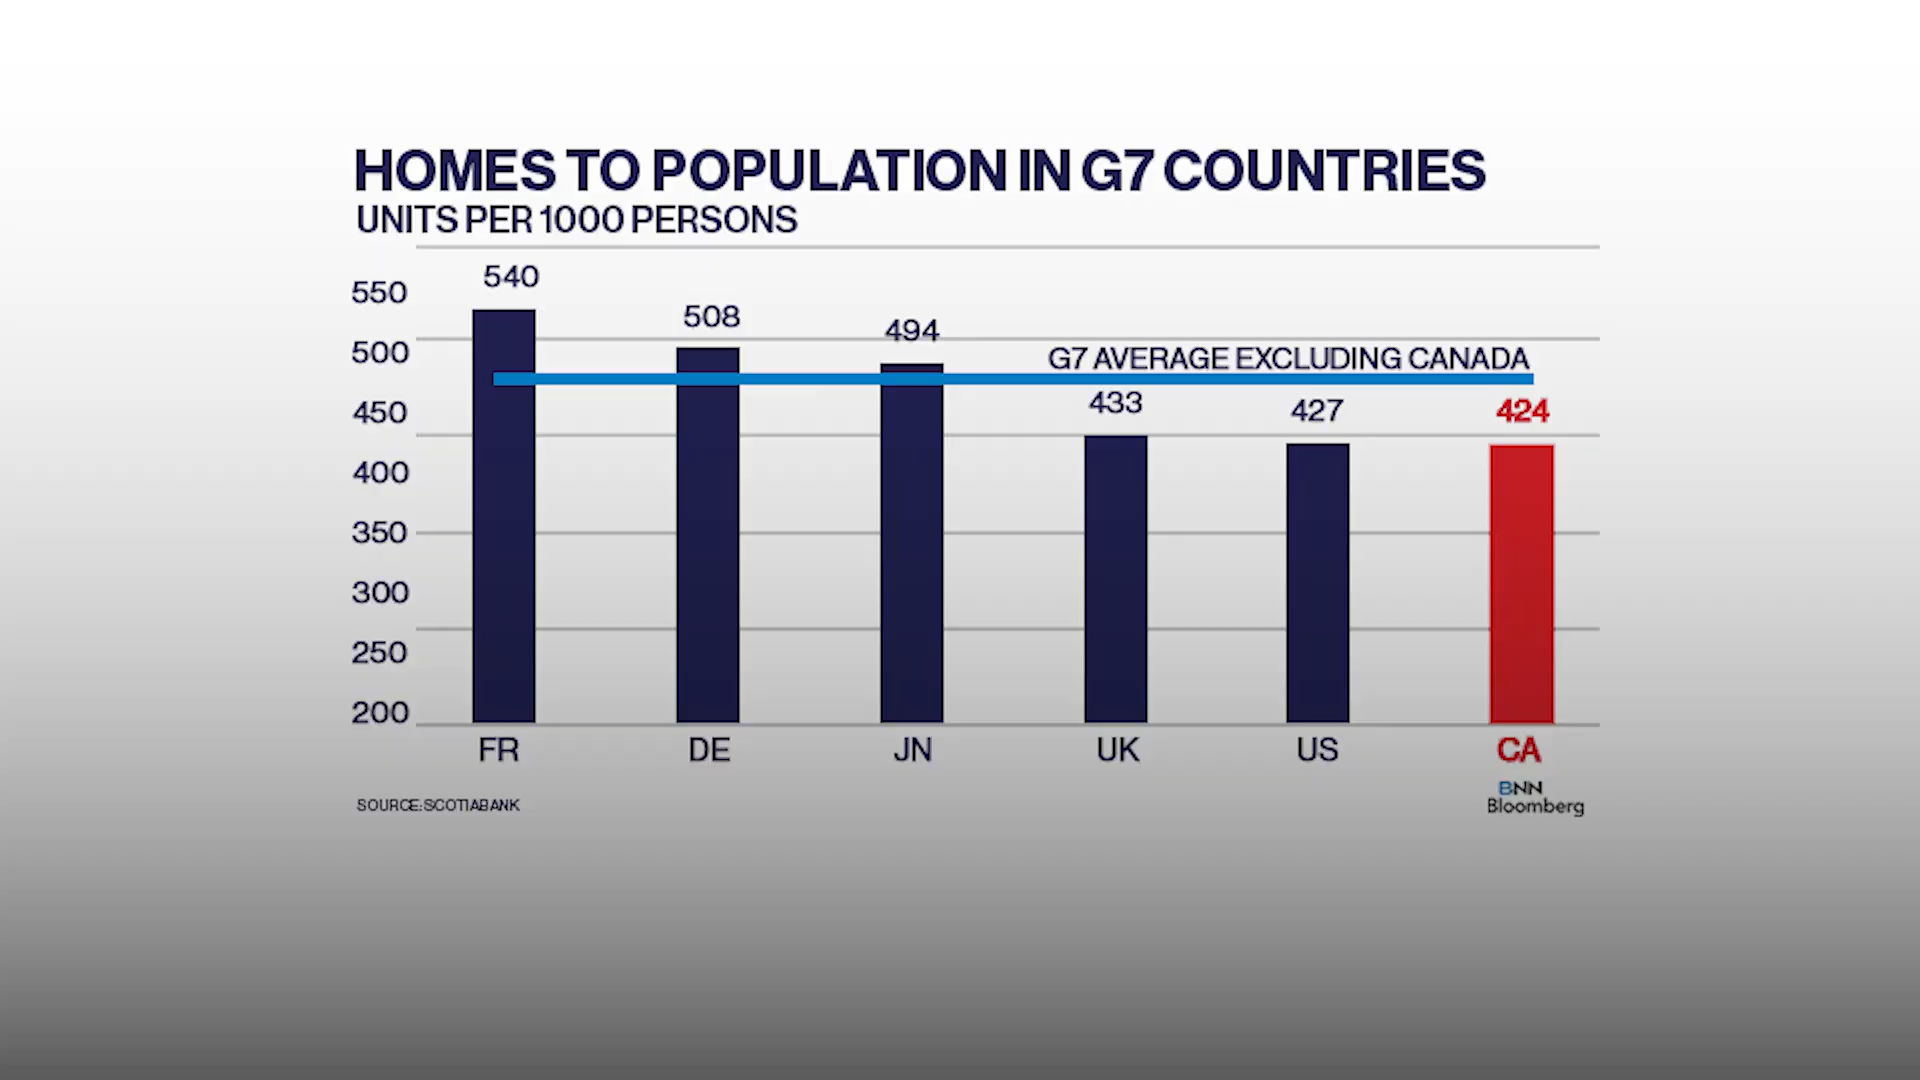 HOMES TO POPULATION IN G7 COUNTRIES
UNITS PER 1000 PERSONS
550
500
450
400
350
300
250
200
540
508
494
433
427
424
G7 AVERAGE EXCLUDING CANADA
FR
DE
JN
UK
US
CA
SOURCE: SCOTIABANK
BNN
Bloomberg